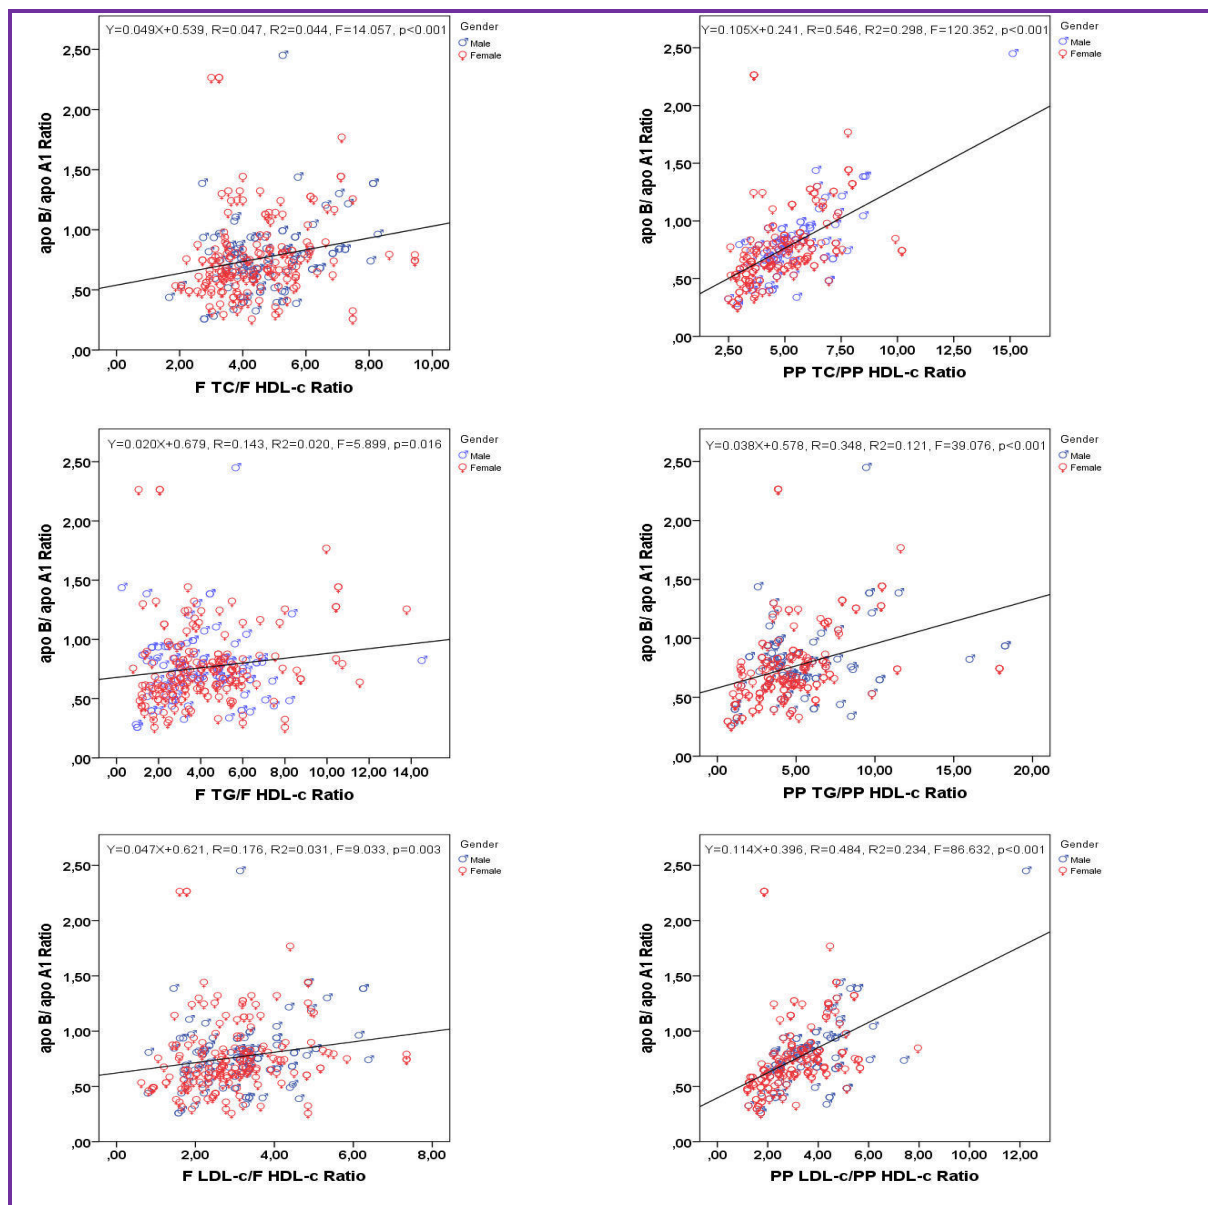 Y=0.049X+0.539, R=0.047, R2=0.044, F=14.057, p<0.001
Gender
Male
Female
2,50
2,00
1,50
1,00
,50
,00
apo B/ apo A1 Ratio
,00 2,00 4,00 6,00 8,00 10,00
F TC/F HDL-c Ratio
Y=0.105X+0.241, R=0.546, R2=0.298, F=120.352, p<0.001
Gender
Male
Female
2,50
2,00
1,50
1,00
,50
,00
apo B/ apo A1 Ratio
2,50 5,00 7,50 10,00 12,50 15,00
PP TC/PP HDL-c Ratio
Y=0.020X+0.679, R=0.143, R2=0.020, F=5.899, p=0.016
Gender
Male
Female
2,50
2,00
1,50
1,00
,50
,00
apo B/ apo A1 Ratio
,00 2,00 4,00 6,00 8,00 10,00 12,00 14,00
F TG/F HDL-c Ratio
Y=0.038X+0.578, R=0.348, R2=0.121, F=39.076, p<0.001
Gender
Male
Female
2,50
2,00
1,50
1,00
,50
,00
apo B/ apo A1 Ratio
,00 5,00 10,00 15,00 20,00
PP TG/PP HDL-c Ratio
Y=0.047X+0.621, R=0.176, R2=0.031, F=9.033, p=0.003
Gender
Male
Female
2,50
2,00
1,50
1,00
,50
,00
apo B/ apo A1 Ratio
,00 2,00 4,00 6,00 8,00
F LDL-c/F HDL-c Ratio
Y=0.114X+0.396, R=0.484, R2=0.234, F=86.632, p<0.001
Gender
Male
Female
2,50
2,00
1,50
1,00
,50
,00
apo B/ apo A1 Ratio
,00 2,00 4,00 6,00 8,00 10,00 12,00
PP LDL-c/PP HDL-c Ratio